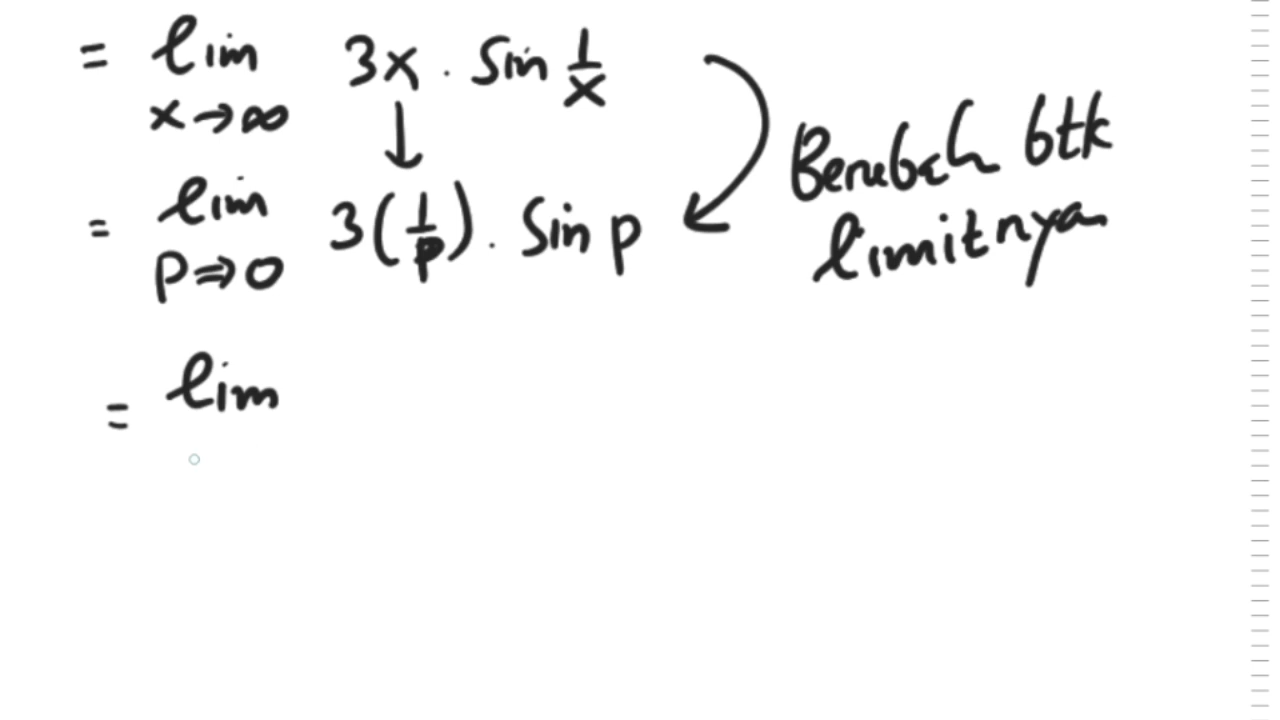 = lim 3x . sin 1/x
x→∞
= lim 3(1/p) . sin p
p⇒0
Berubah btk
limitnya
= lim